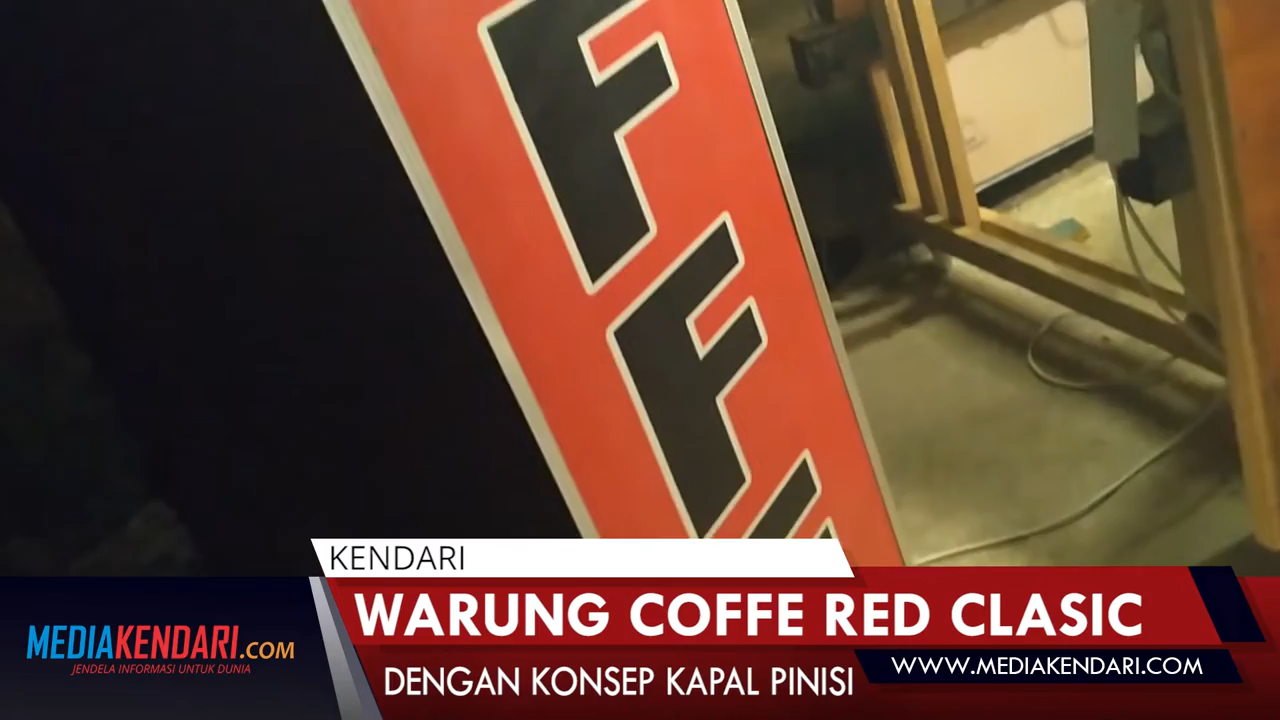 F
F
KENDARI
WARUNG COFFE RED CLASIC
DENGAN KONSEP KAPAL PINISI
WWW.MEDIAKENDARI.COM
MEDIAKENDARI.COM
JENDELA INFORMASI UNTUK DUNIA